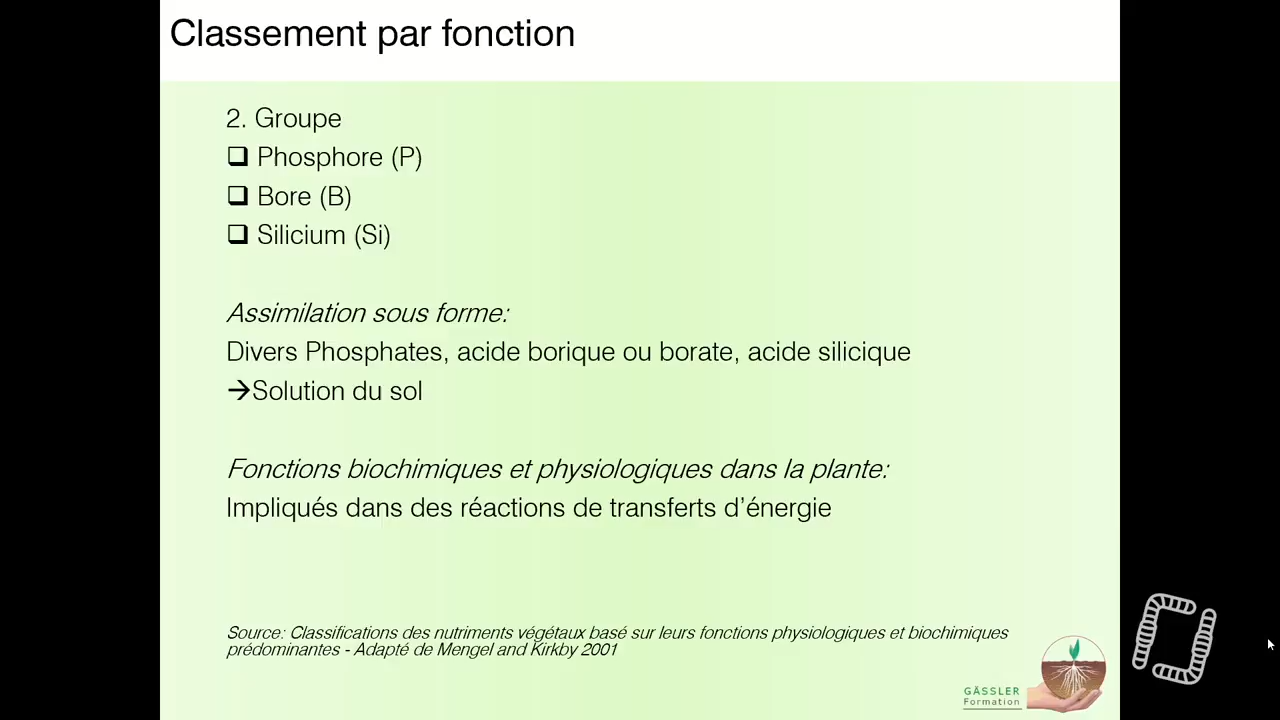 Classement par fonction
2. Groupe
❑ Phosphore (P)
❑ Bore (B)
❑ Silicium (Si)
Assimilation sous forme:
Divers Phosphates, acide borique ou borate, acide silicique
→Solution du sol
Fonctions biochimiques et physiologiques dans la plante:
Impliqués dans des réactions de transferts d’énergie
Source: Classifications des nutriments végétaux basé sur leurs fonctions physiologiques et biochimiques
prédominantes - Adapté de Mengel and Kirkby 2001
GÄSSLER
Formation